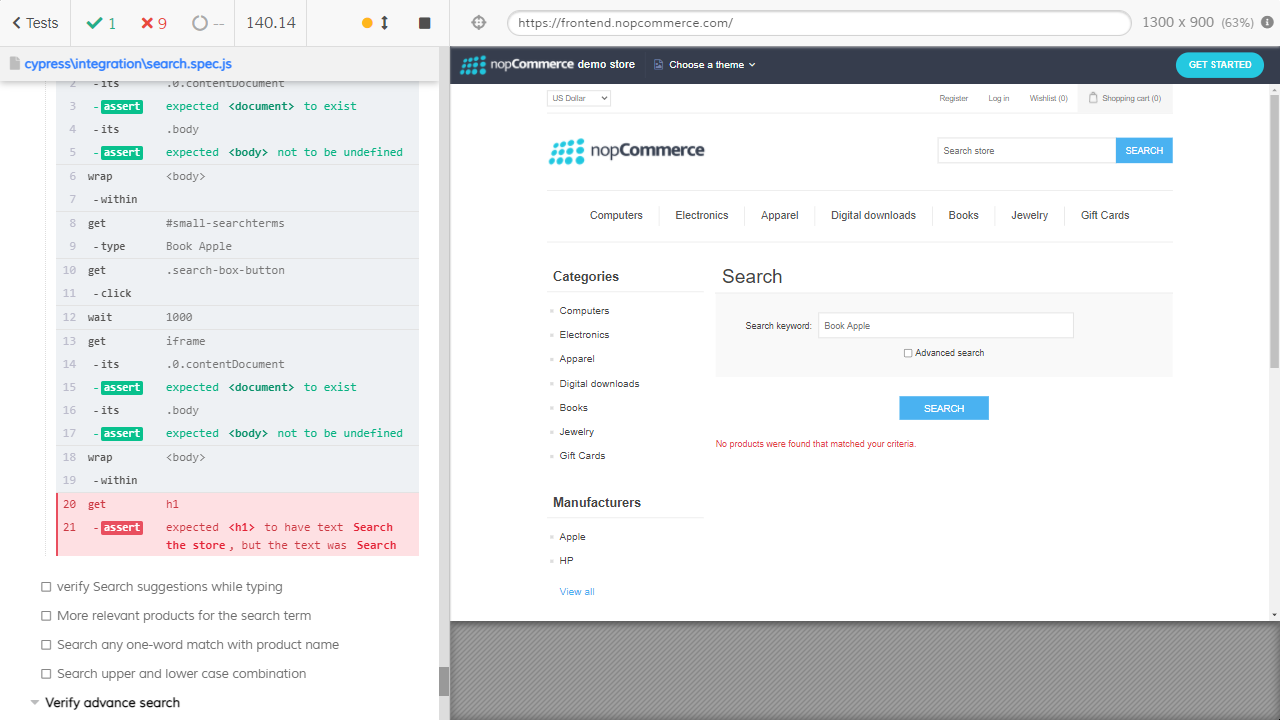 Tests
1
9
--
140.14
https://frontend.nopcommerce.com/
1300 x 900 (63%)
cypress\integration\search.spec.js
2 -its .0.contentDocument
3 -assert expected <document> to exist
4 -its .body
5 -assert expected <body> not to be undefined
6 wrap <body>
7 -within
8 get #small-searchterms
9 -type Book Apple
10 get .search-box-button
11 -click
12 wait 1000
13 get iframe
14 -its .0.contentDocument
15 -assert expected <document> to exist
16 -its .body
17 -assert expected <body> not to be undefined
18 wrap <body>
19 -within
20 get h1
21 -assert expected <h1> to have text Search
the store, but the text was Search
verify Search suggestions while typing
More relevant products for the search term
Search any one-word match with product name
Search upper and lower case combination
Verify advance search
nopCommerce demo store
Choose a theme
GET STARTED
US Dollar
Register
Log in
Wishlist (0)
Shopping cart (0)
nopCommerce
Search store
SEARCH
Computers
Electronics
Apparel
Digital downloads
Books
Jewelry
Gift Cards
Categories
Computers
Electronics
Apparel
Digital downloads
Books
Jewelry
Gift Cards
Manufacturers
Apple
HP
View all
Search
Search keyword: Book Apple
Advanced search
SEARCH
No products were found that matched your criteria.